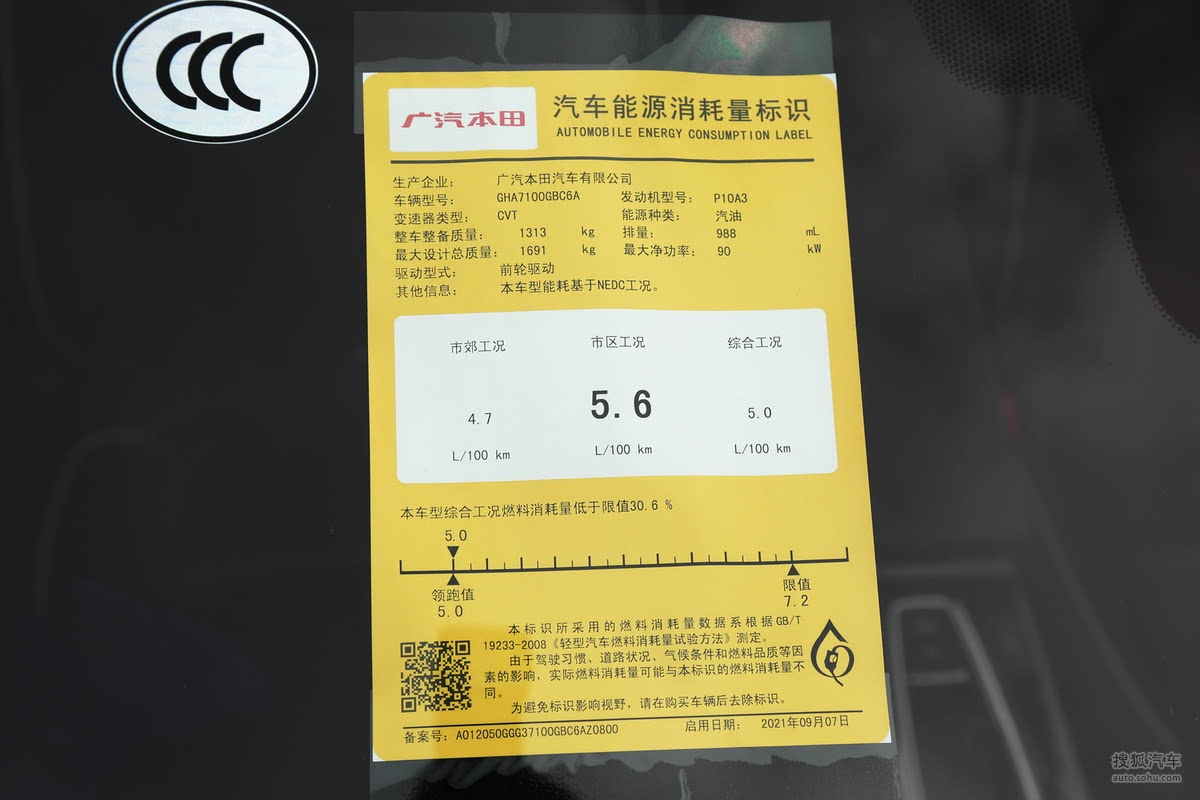 CCC
广汽本田
汽车能源消耗量标识
AUTOMOBILE ENERGY CONSUMPTION LABEL
生产企业： 广汽本田汽车有限公司
车辆型号： GHA7100GBC6A 发动机型号： P10A3
变速器类型： CVT 能源种类： 汽油
整车整备质量： 1313 kg 排量： 988 mL
最大设计总质量： 1691 kg 最大净功率： 90 kW
驱动型式： 前轮驱动
其他信息： 本车型能耗基于NEDC工况。
市郊工况 市区工况 综合工况
4.7 5.6 5.0
L/100 km L/100 km L/100 km
本车型综合工况燃料消耗量低于限值30.6 %
5.0
领跑值 限值
5.0 7.2
本标识所采用的燃料消耗量数据系根据GB/T
19233-2008《轻型汽车燃料消耗量试验方法》测定。
由于驾驶习惯、道路状况、气候条件和燃料品质等因
素的影响，实际燃料消耗量可能与本标识的燃料消耗量不
同。
为避免标识影响视野，请在购买车辆后去除标识。
备案号： A012050GGG37100GBC6AZ0800 启用日期： 2021年09月07日
搜狐汽车
auto.sohu.com